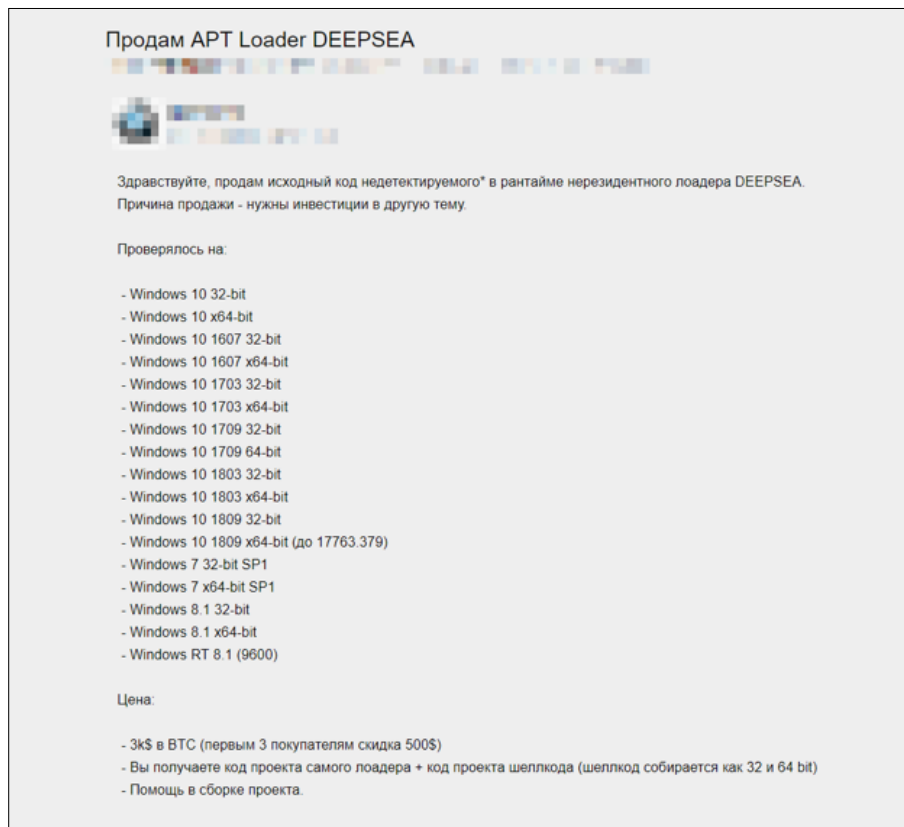 Продам APT Loader DEEPSEA
Здравствуйте, продам исходный код недетектируемого* в рантайме нерезидентного лоадера DEEPSEA.
Причина продажи - нужны инвестиции в другую тему.
Проверялось на:
- Windows 10 32-bit
- Windows 10 x64-bit
- Windows 10 1607 32-bit
- Windows 10 1607 x64-bit
- Windows 10 1703 32-bit
- Windows 10 1703 x64-bit
- Windows 10 1709 32-bit
- Windows 10 1709 64-bit
- Windows 10 1803 32-bit
- Windows 10 1803 x64-bit
- Windows 10 1809 32-bit
- Windows 10 1809 x64-bit (до 17763.379)
- Windows 7 32-bit SP1
- Windows 7 x64-bit SP1
- Windows 8.1 32-bit
- Windows 8.1 x64-bit
- Windows RT 8.1 (9600)
Цена:
- 3k$ в BTC (первым 3 покупателям скидка 500$)
- Вы получаете код проекта самого лоадера + код проекта шеллкода (шеллкод собирается как 32 и 64 bit)
- Помощь в сборке проекта.